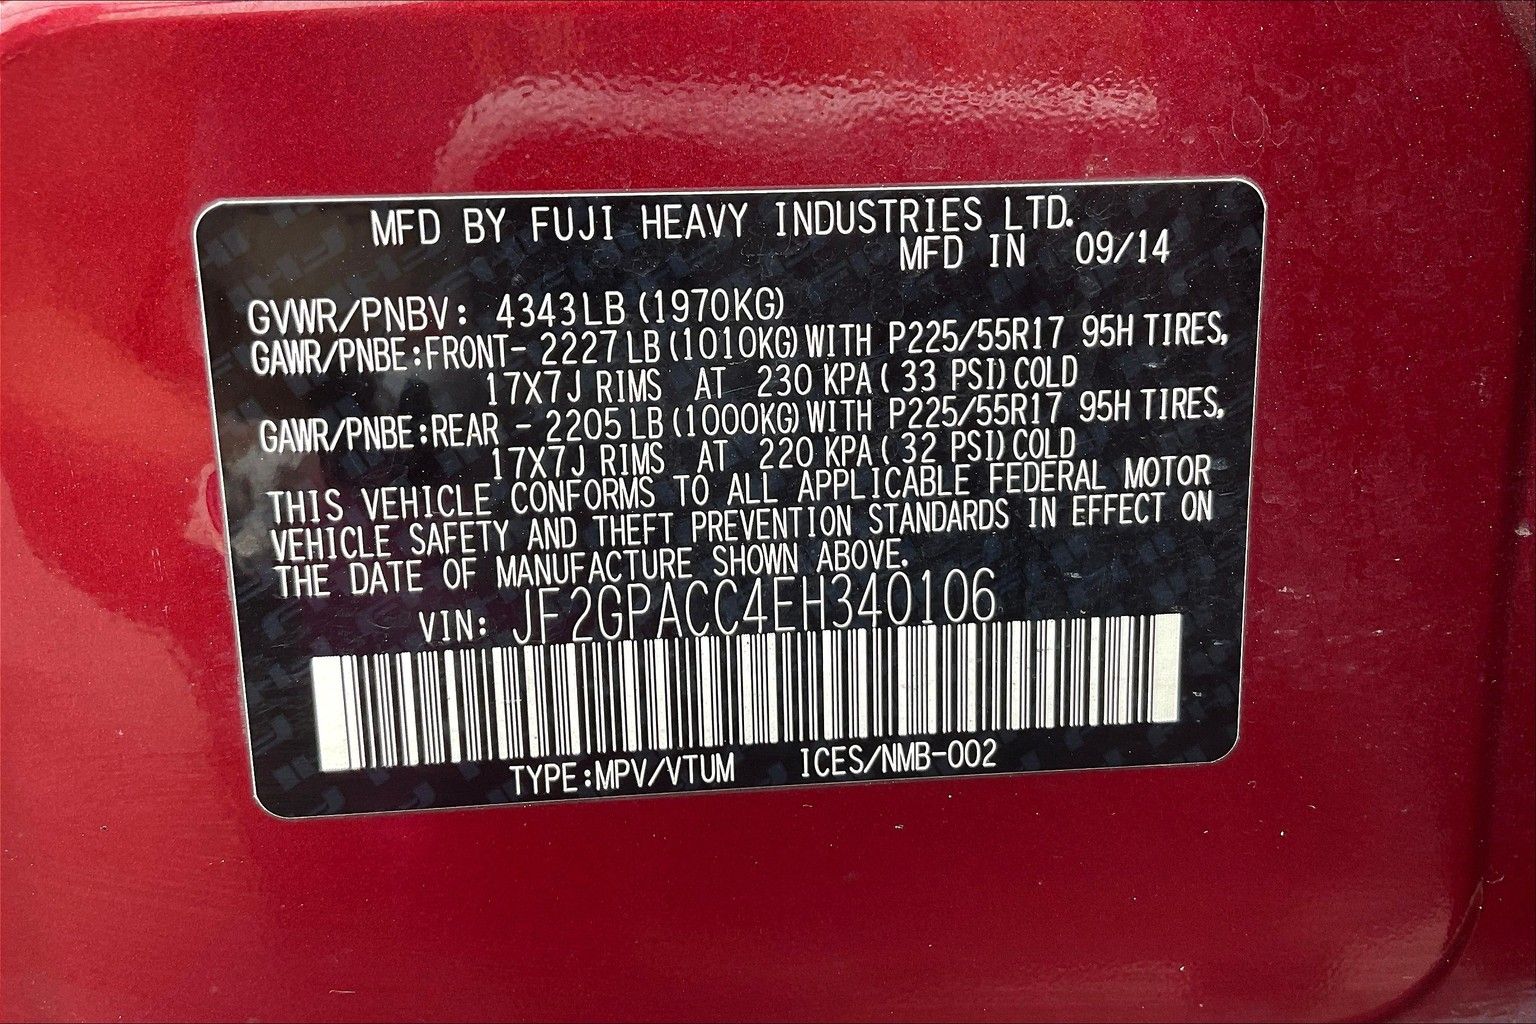 MFD BY FUJI HEAVY INDUSTRIES LTD.
MFD IN 09/14
GVWR/PNBV: 4343LB (1970KG)
GAWR/PNBE:FRONT- 2227LB (1010KG) WITH P225/55R17 95H TIRES,
17X7J RIMS AT 230 KPA ( 33 PSI) COLD
GAWR/PNBE:REAR - 2205LB (1000KG) WITH P225/55R17 95H TIRES,
17X7J RIMS AT 220 KPA ( 32 PSI) COLD
THIS VEHICLE CONFORMS TO ALL APPLICABLE FEDERAL MOTOR
VEHICLE SAFETY AND THEFT PREVENTION STANDARDS IN EFFECT ON
THE DATE OF MANUFACTURE SHOWN ABOVE.
VIN: JF2GPACC4EH340106
TYPE:MPV/VTUM ICES/NMB-002